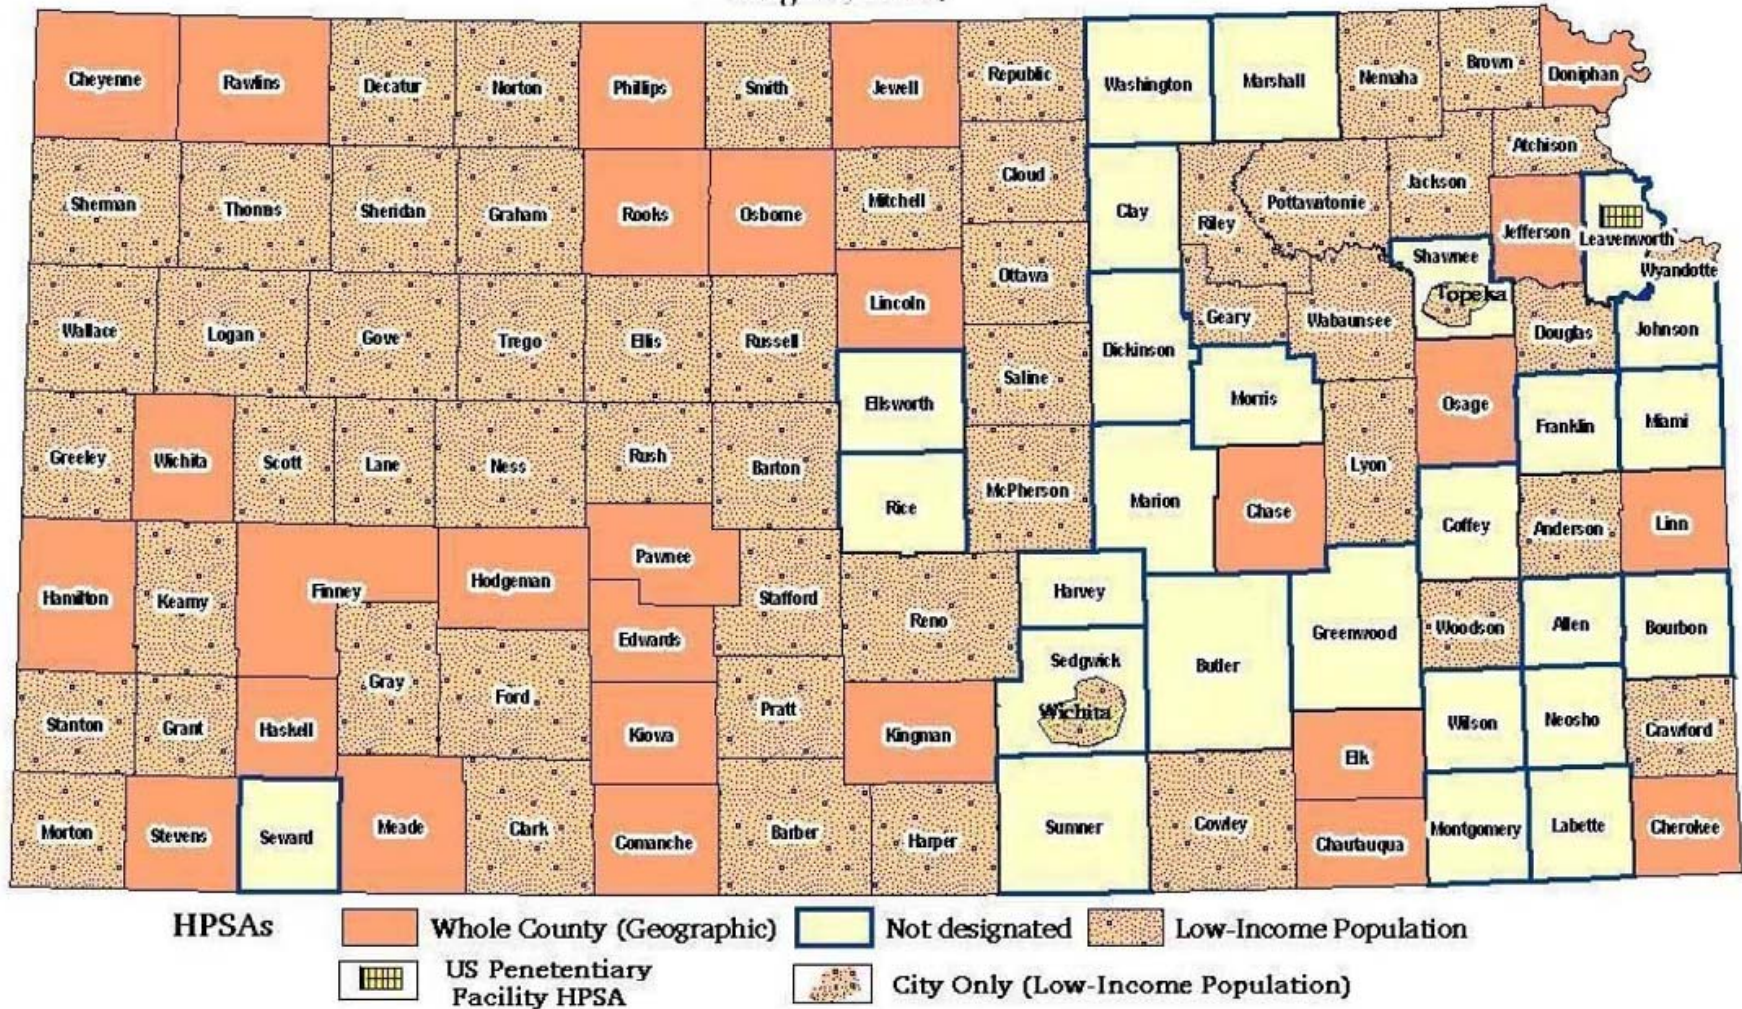 Cheyenne Rawlins Decatur Norton Phillips Smith Jewell Republic Washington Marshall Nemaha Brown Doniphan
Sherman Thomas Sheridan Graham Rooks Osborne Mitchell Cloud Clay Riley Pottawatomie Jackson Atchison
Jefferson Leavenworth
Lincoln Ottawa Shawnee Wyandotte
Topeka
Wallace Logan Gove Trego Ellis Russell Dickinson Geary Wabaunsee Douglas Johnson
Ellsworth Saline Morris Osage Franklin Miami
Greeley Wichita Scott Lane Ness Rush Barton Lyon
Rice McPherson Marion Chase Coffey Anderson Linn
Hamilton Kearny Finney Hodgeman Pawnee Stafford Reno Harvey
Edwards Greenwood Woodson Allen Bourbon
Sedgwick Butler
Wichita
Stanton Grant Haskell Gray Ford Kiowa Pratt Kingman Wilson Neosho Crawford
Elk
Morton Stevens Seward Meade Clark Comanche Barber Harper Sumner Cowley Chautauqua Montgomery Labette Cherokee
HPSAs Whole County (Geographic) Not designated Low-Income Population
US Penetentiary
Facility HPSA
City Only (Low-Income Population)